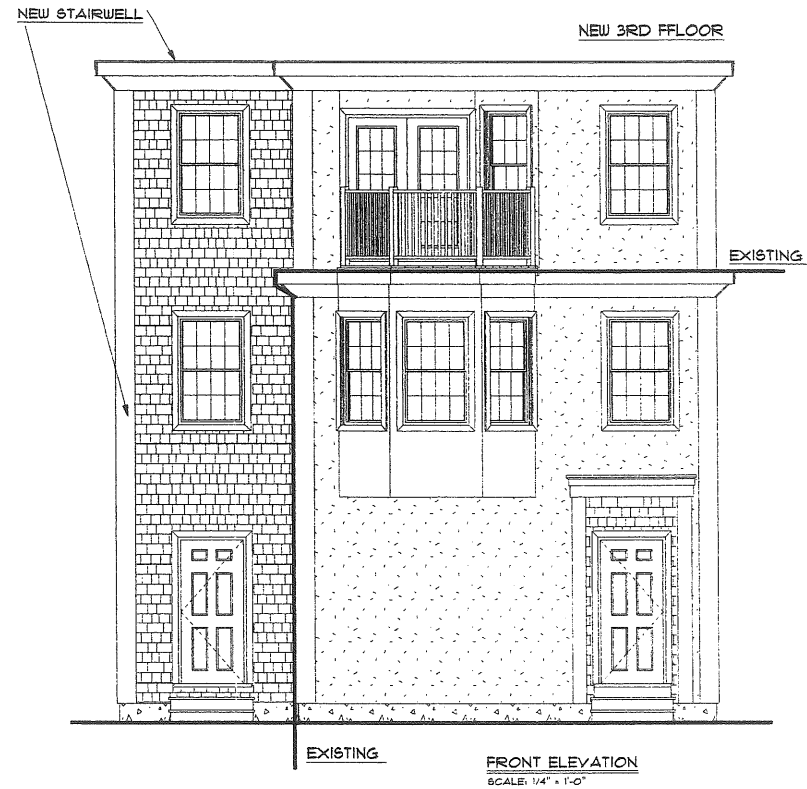 NEW STAIRWELL
NEW 3RD FFLOOR
EXISTING
EXISTING
FRONT ELEVATION
SCALE: 1/4" = 1'-0"